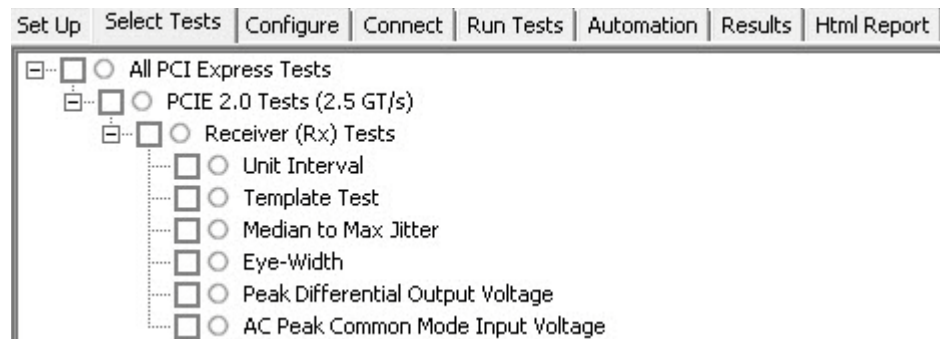 Set Up Select Tests Configure Connect Run Tests Automation Results Html Report
All PCI Express Tests
PCIE 2.0 Tests (2.5 GT/s)
Receiver (Rx) Tests
Unit Interval
Template Test
Median to Max Jitter
Eye-Width
Peak Differential Output Voltage
AC Peak Common Mode Input Voltage